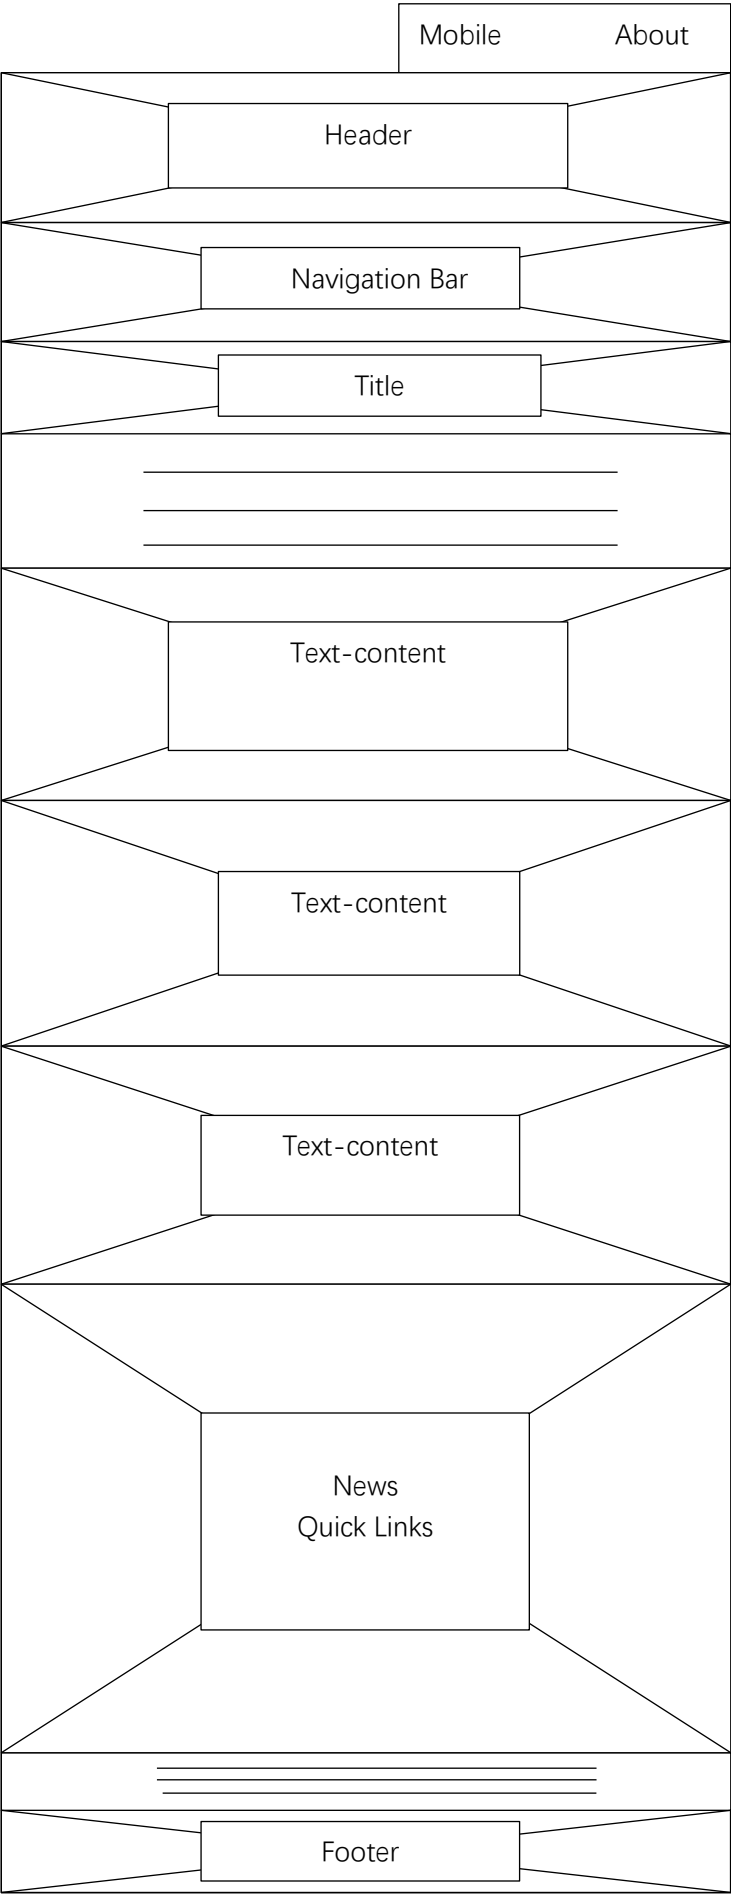 Mobile About
Header
Navigation Bar
Title
Text-content
Text-content
Text-content
News
Quick Links
Footer